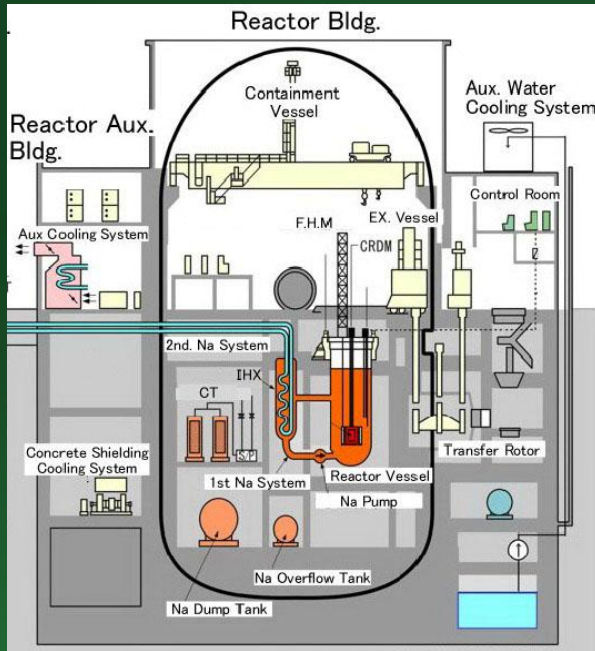 Reactor Bldg.
Containment
Vessel
Aux. Water
Cooling System
Reactor Aux.
Bldg.
Control Room
F.H.M
EX. Vessel
CRDM
Aux Cooling System
2nd. Na System
IHX
CT
S/P
Concrete Shielding
Cooling System
1st Na System
Reactor Vessel
Transfer Rotor
Na Pump
Na Overflow Tank
Na Dump Tank